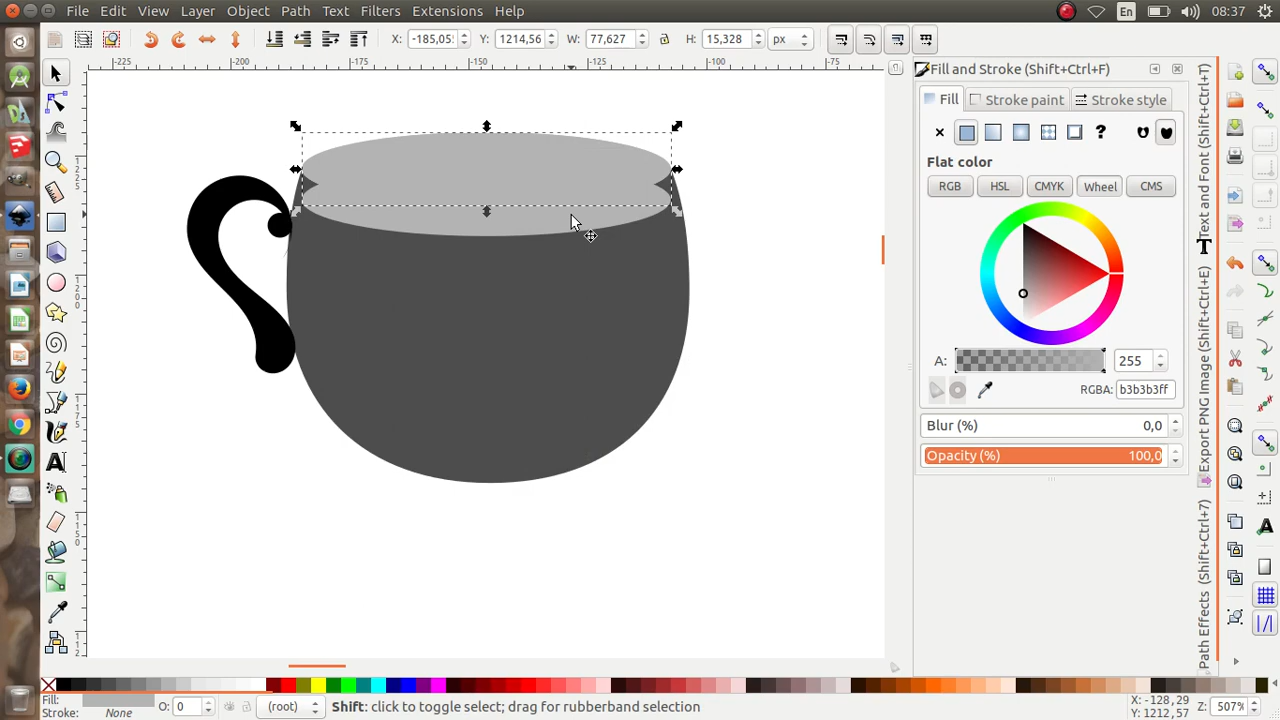 File Edit View Layer Object Path Text Filters Extensions Help
En 08:37
X: -185,05 Y: 1214,56 W: 77,627 H: 15,328 px
-225 -200 -175 -150 -125 -100 -75
Fill and Stroke (Shift+Ctrl+F)
Fill Stroke paint Stroke style
?
Flat color
RGB HSL CMYK Wheel CMS
A: 255
RGBA: b3b3b3ff
Blur (%) 0,0
Opacity (%) 100,0
Text and Font (Shift+Ctrl+T)
Export PNG Image (Shift+Ctrl+E)
Path Effects (Shift+Ctrl+7)
Fill:
Stroke: None
O: 0
(root)
Shift: click to toggle select; drag for rubberband selection
X: -128,29
Y: 1212,57
Z: 507%